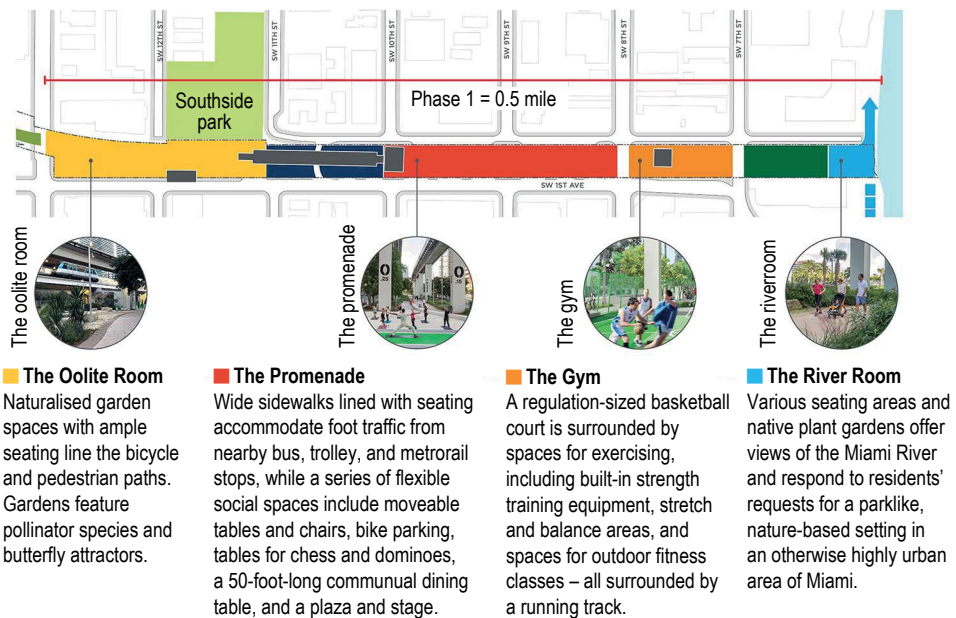 SW 12TH ST
SW 11TH ST
SW 10TH ST
SW 9TH ST
SW 8TH ST
SW 7TH ST
Southside
park
Phase 1 = 0.5 mile
SW 1ST AVE
The oolite room
The promenade
0
.25
0
The gym
The riverroom
The Oolite Room
Naturalised garden
spaces with ample
seating line the bicycle
and pedestrian paths.
Gardens feature
pollinator species and
butterfly attractors.
The Promenade
Wide sidewalks lined with seating
accommodate foot traffic from
nearby bus, trolley, and metrorail
stops, while a series of flexible
social spaces include moveable
tables and chairs, bike parking,
tables for chess and dominoes,
a 50-foot-long communual dining
table, and a plaza and stage.
The Gym
A regulation-sized basketball
court is surrounded by
spaces for exercising,
including built-in strength
training equipment, stretch
and balance areas, and
spaces for outdoor fitness
classes – all surrounded by
a running track.
The River Room
Various seating areas and
native plant gardens offer
views of the Miami River
and respond to residents’
requests for a parklike,
nature-based setting in
an otherwise highly urban
area of Miami.